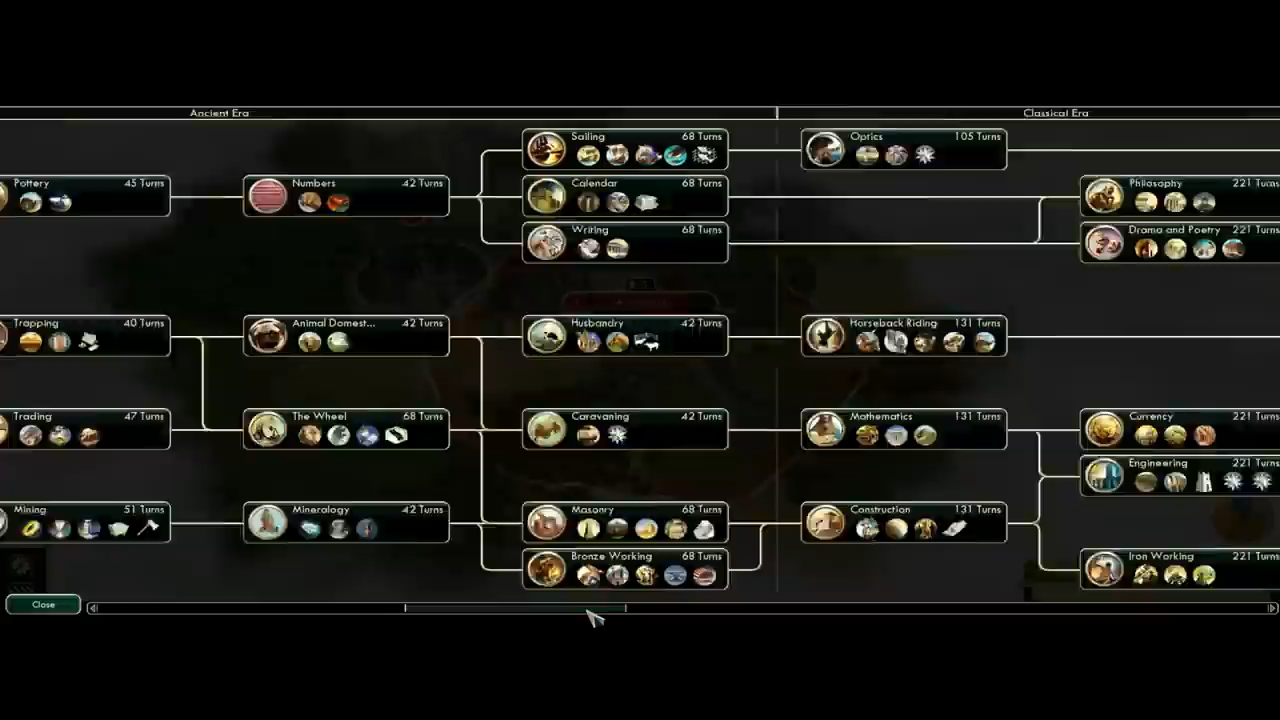 Ancient Era
Classical Era
Sailing 68 Turns
Optics 105 Turns
Pottery 45 Turns
Numbers 42 Turns
Calendar 68 Turns
Philosophy 221 Turns
Writing 68 Turns
Drama and Poetry 221 Turns
Trapping 40 Turns
Animal Domest... 42 Turns
Husbandry 42 Turns
Horseback Riding 131 Turns
Trading 47 Turns
The Wheel 68 Turns
Caravaning 42 Turns
Mathematics 131 Turns
Currency 221 Turns
Engineering 221 Turns
Mining 51 Turns
Mineralogy 42 Turns
Masonry 68 Turns
Construction 131 Turns
Bronze Working 68 Turns
Iron Working 221 Turns
Close